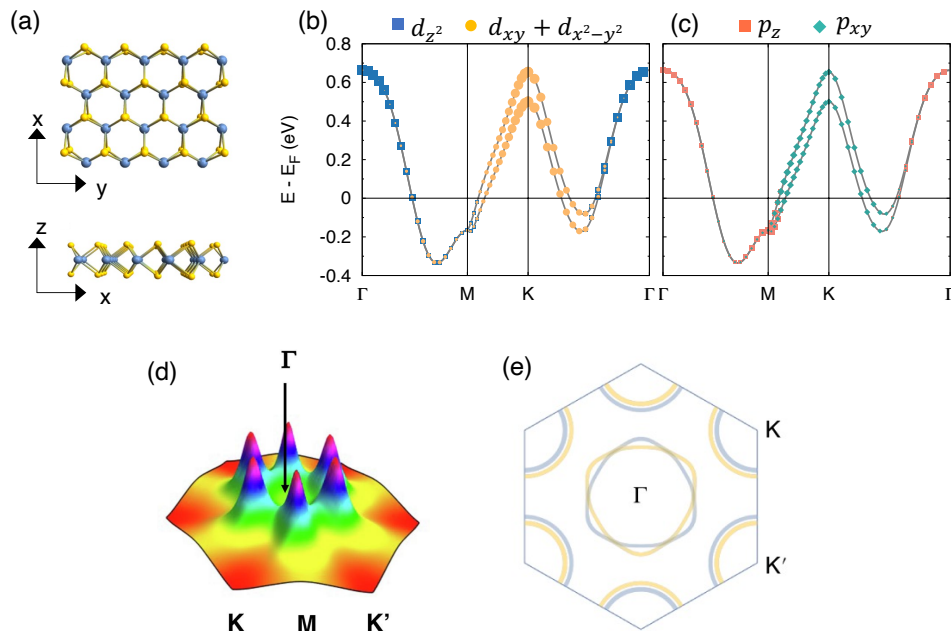 (a)
x
y
z
x
(b)
d_{z^2}
d_{xy} + d_{x^2-y^2}
E - E_F (eV)
0.8
0.6
0.4
0.2
0
-0.2
-0.4
Γ
M
K
Γ
(c)
p_z
p_{xy}
Γ
M
K
(d)
Γ
K
M
K'
(e)
Γ
K
K′